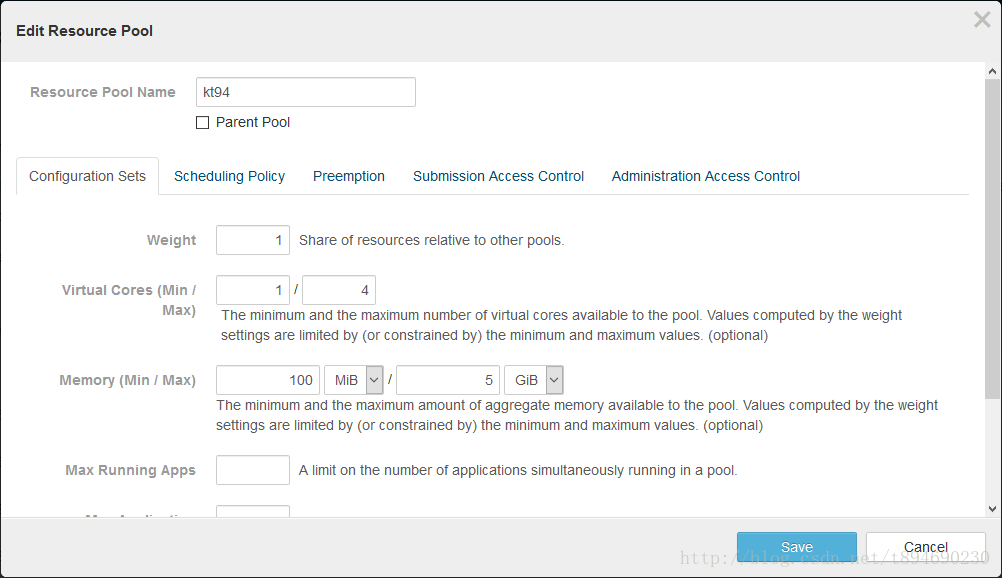 Edit Resource Pool
Resource Pool Name kt94
Parent Pool
Configuration Sets Scheduling Policy Preemption Submission Access Control Administration Access Control
Weight 1 Share of resources relative to other pools.
Virtual Cores (Min / Max) 1 / 4
The minimum and the maximum number of virtual cores available to the pool. Values computed by the weight
settings are limited by (or constrained by) the minimum and maximum values. (optional)
Memory (Min / Max) 100 MiB / 5 GiB
The minimum and the maximum amount of aggregate memory available to the pool. Values computed by the weight
settings are limited by (or constrained by) the minimum and maximum values. (optional)
Max Running Apps A limit on the number of applications simultaneously running in a pool.
Save Cancel
http://blog.csdn.net/t894690230